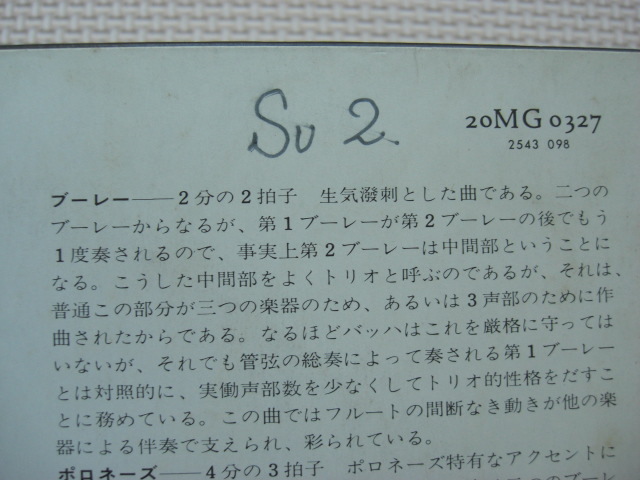 Su 2.
20MG 0327
2543 098
ブーレー——2分の2拍子 生気潑刺とした曲である。二つの
ブーレーからなるが、第1ブーレーが第2ブーレーの後でもう
1度奏されるので、事実上第2ブーレーは中間部ということに
なる。こうした中間部をよくトリオと呼ぶのであるが、それは、
普通この部分が三つの楽器のため、あるいは3声部のために作
曲されたからである。なるほどバッハはこれを厳格に守っては
いないが、それでも管弦の総奏によって奏される第1ブーレー
とは対照的に、実働声部数を少なくしてトリオ的性格をだすこ
とに務めている。この曲ではフルートの間断なき動きが他の楽
器による伴奏で支えられ、彩られている。
ポロネーズ——4分の3拍子 ポロネーズ特有なアクセントに